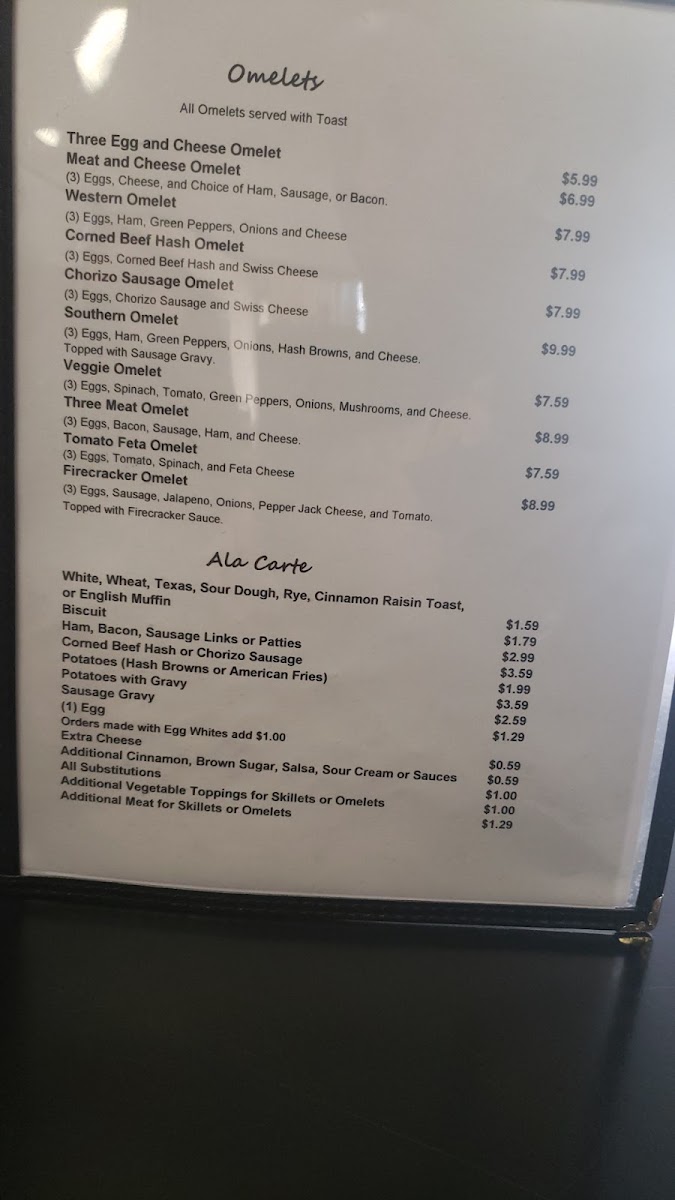 Omelets
All Omelets served with Toast
Three Egg and Cheese Omelet $5.99
Meat and Cheese Omelet $6.99
(3) Eggs, Cheese, and Choice of Ham, Sausage, or Bacon.
Western Omelet $7.99
(3) Eggs, Ham, Green Peppers, Onions and Cheese
Corned Beef Hash Omelet $7.99
(3) Eggs, Corned Beef Hash and Swiss Cheese
Chorizo Sausage Omelet $7.99
(3) Eggs, Chorizo Sausage and Swiss Cheese
Southern Omelet $9.99
(3) Eggs, Ham, Green Peppers, Onions, Hash Browns, and Cheese.
Topped with Sausage Gravy.
Veggie Omelet $7.59
(3) Eggs, Spinach, Tomato, Green Peppers, Onions, Mushrooms, and Cheese.
Three Meat Omelet $8.99
(3) Eggs, Bacon, Sausage, Ham, and Cheese.
Tomato Feta Omelet $7.59
(3) Eggs, Tomato, Spinach, and Feta Cheese
Firecracker Omelet $8.99
(3) Eggs, Sausage, Jalapeno, Onions, Pepper Jack Cheese, and Tomato.
Topped with Firecracker Sauce.
Ala Carte
White, Wheat, Texas, Sour Dough, Rye, Cinnamon Raisin Toast,
or English Muffin $1.59
Biscuit $1.79
Ham, Bacon, Sausage Links or Patties $2.99
Corned Beef Hash or Chorizo Sausage $3.59
Potatoes (Hash Browns or American Fries) $1.99
Potatoes with Gravy $3.59
Sausage Gravy $2.59
(1) Egg $1.29
Orders made with Egg Whites add $1.00
Extra Cheese $0.59
Additional Cinnamon, Brown Sugar, Salsa, Sour Cream or Sauces $0.59
All Substitutions $1.00
Additional Vegetable Toppings for Skillets or Omelets $1.00
Additional Meat for Skillets or Omelets $1.29